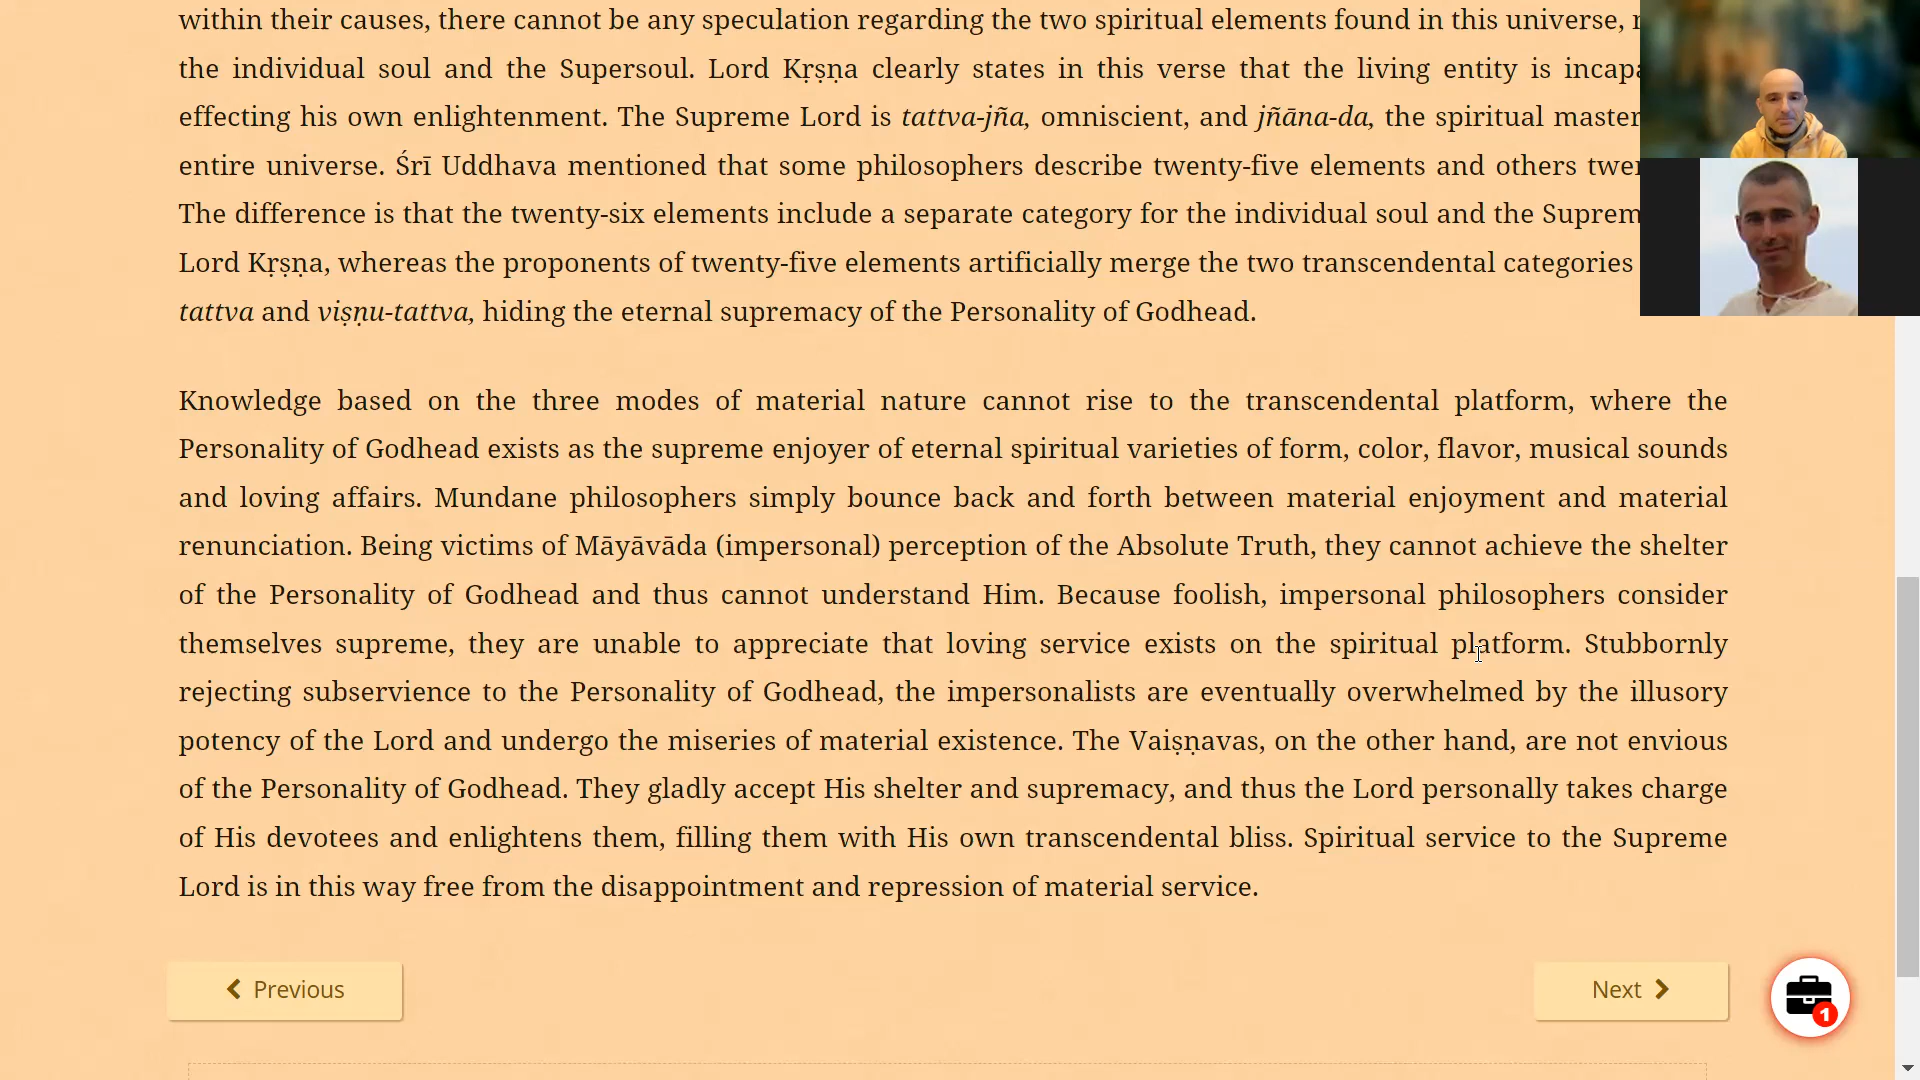 within their causes, there cannot be any speculation regarding the two spiritual elements found in this universe,
the individual soul and the Supersoul. Lord Kṛṣṇa clearly states in this verse that the living entity is
effecting his own enlightenment. The Supreme Lord is tattva-jña, omniscient, and jñāna-da, the spiritual master
entire universe. Śrī Uddhava mentioned that some philosophers describe twenty-five elements and others
The difference is that the twenty-six elements include a separate category for the individual soul and the
Lord Kṛṣṇa, whereas the proponents of twenty-five elements artificially merge the two transcendental categories
tattva and viṣṇu-tattva, hiding the eternal supremacy of the Personality of Godhead.
Knowledge based on the three modes of material nature cannot rise to the transcendental platform, where the
Personality of Godhead exists as the supreme enjoyer of eternal spiritual varieties of form, color, flavor, musical sounds
and loving affairs. Mundane philosophers simply bounce back and forth between material enjoyment and material
renunciation. Being victims of Māyāvāda (impersonal) perception of the Absolute Truth, they cannot achieve the shelter
of the Personality of Godhead and thus cannot understand Him. Because foolish, impersonal philosophers consider
themselves supreme, they are unable to appreciate that loving service exists on the spiritual platform. Stubbornly
rejecting subservience to the Personality of Godhead, the impersonalists are eventually overwhelmed by the illusory
potency of the Lord and undergo the miseries of material existence. The Vaiṣṇavas, on the other hand, are not envious
of the Personality of Godhead. They gladly accept His shelter and supremacy, and thus the Lord personally takes charge
of His devotees and enlightens them, filling them with His own transcendental bliss. Spiritual service to the Supreme
Lord is in this way free from the disappointment and repression of material service.
Previous
Next
1